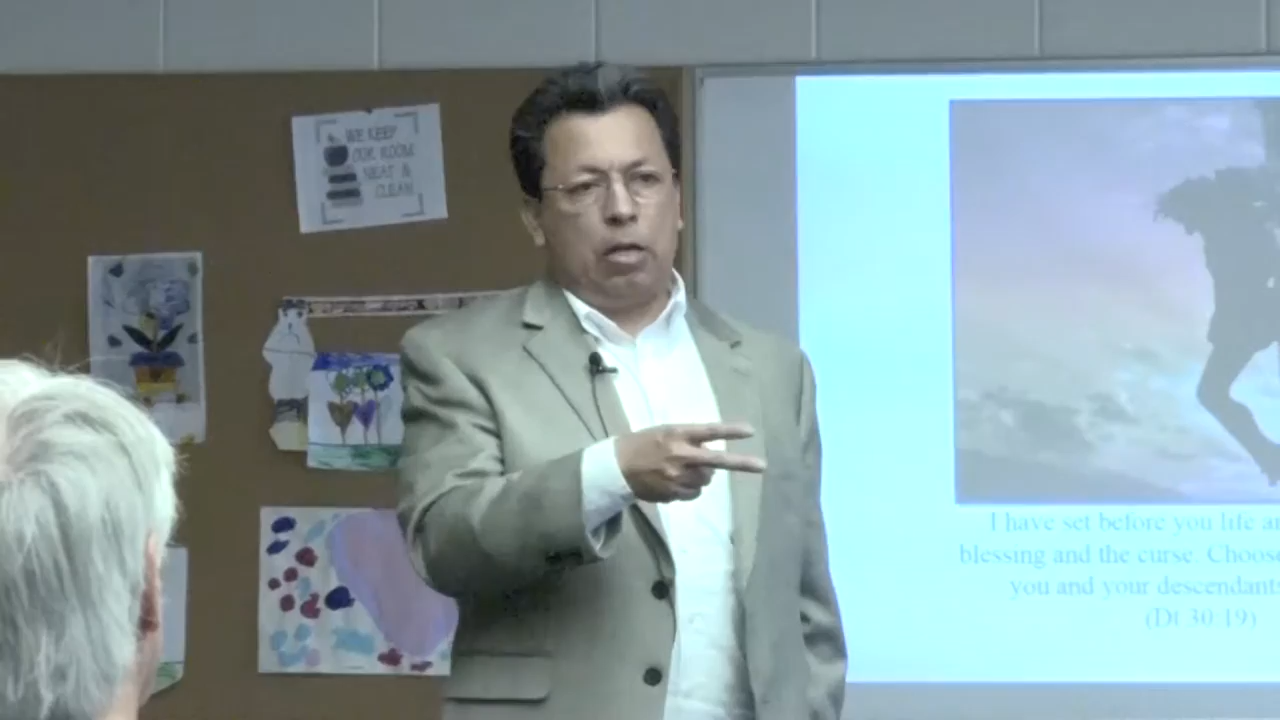 WE KEEP
OUR ROOM
NEAT &
CLEAN
I have set before you life
blessing and the curse. Choose
you and your descendants
(Dt 30 19)